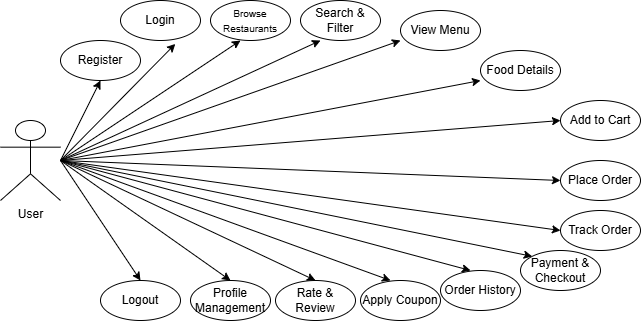 Login
Browse
Restaurants
Search &
Filter
View Menu
Register
Food Details
Add to Cart
User
Place Order
Track Order
Payment &
Checkout
Logout
Profile
Management
Rate &
Review
Apply Coupon
Order History